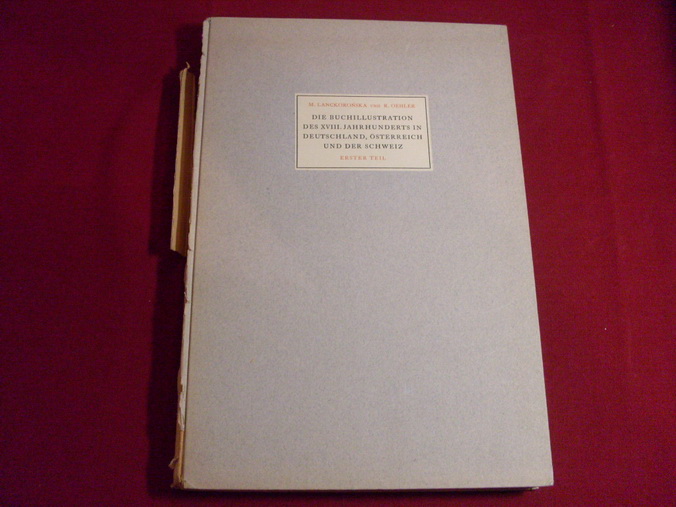 M. LANCKOROŃSKA UND R. OEHLER
DIE BUCHILLUSTRATION
DES XVIII. JAHRHUNDERTS IN
DEUTSCHLAND, ÖSTERREICH
UND DER SCHWEIZ
ERSTER TEIL